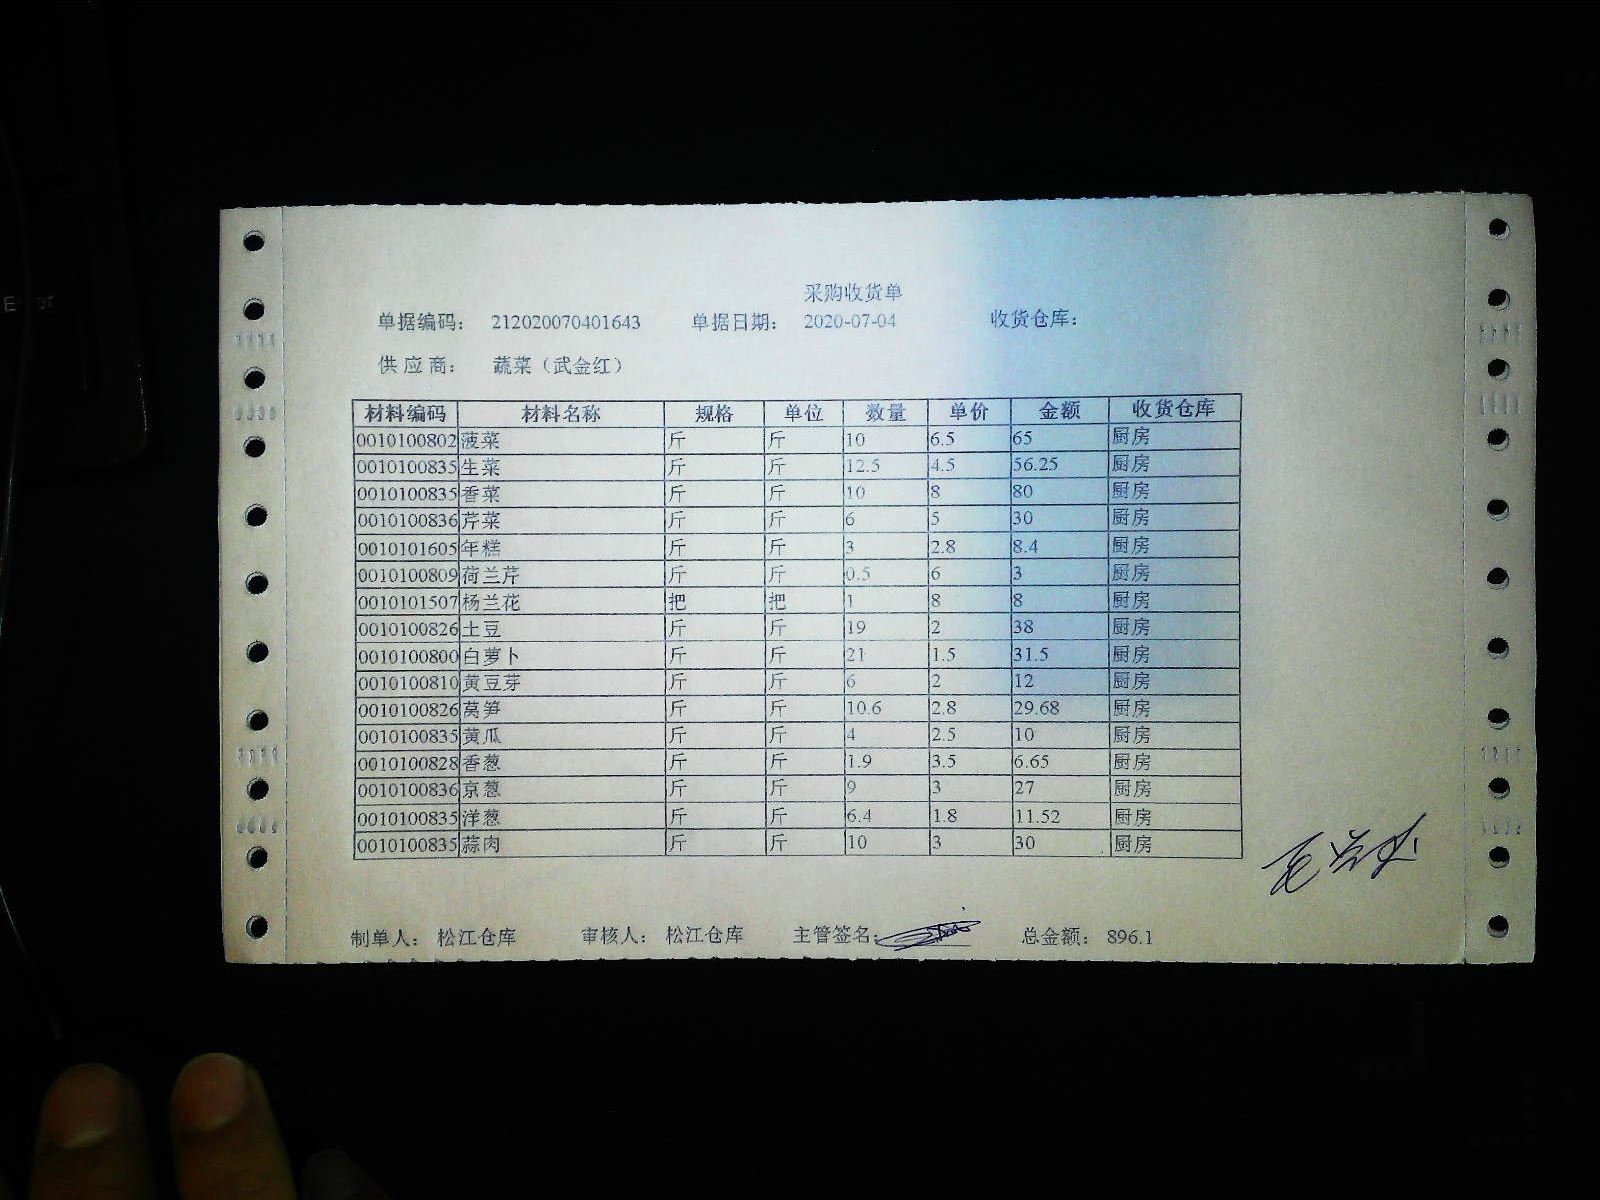 采购收货单
单据编码： 212020070401643 单据日期： 2020-07-04 收货仓库：
供应商： 蔬菜（武金红）
材料编码 材料名称 规格 单位 数量 单价 金额 收货仓库
0010100802 菠菜 斤 斤 10 6.5 65 厨房
0010100835 生菜 斤 斤 12.5 4.5 56.25 厨房
0010100835 香菜 斤 斤 10 8 80 厨房
0010100836 芹菜 斤 斤 6 5 30 厨房
0010101605 年糕 斤 斤 3 2.8 8.4 厨房
0010100809 荷兰芹 斤 斤 0.5 6 3 厨房
0010101507 杨兰花 把 把 1 8 8 厨房
0010100826 土豆 斤 斤 19 2 38 厨房
0010100800 白萝卜 斤 斤 21 1.5 31.5 厨房
0010100810 黄豆芽 斤 斤 6 2 12 厨房
0010100826 莴笋 斤 斤 10.6 2.8 29.68 厨房
0010100835 黄瓜 斤 斤 4 2.5 10 厨房
0010100828 香葱 斤 斤 1.9 3.5 6.65 厨房
0010100836 京葱 斤 斤 9 3 27 厨房
0010100835 洋葱 斤 斤 6.4 1.8 11.52 厨房
0010100835 蒜肉 斤 斤 10 3 30 厨房
制单人： 松江仓库 审核人： 松江仓库 主管签名： 总金额： 896.1